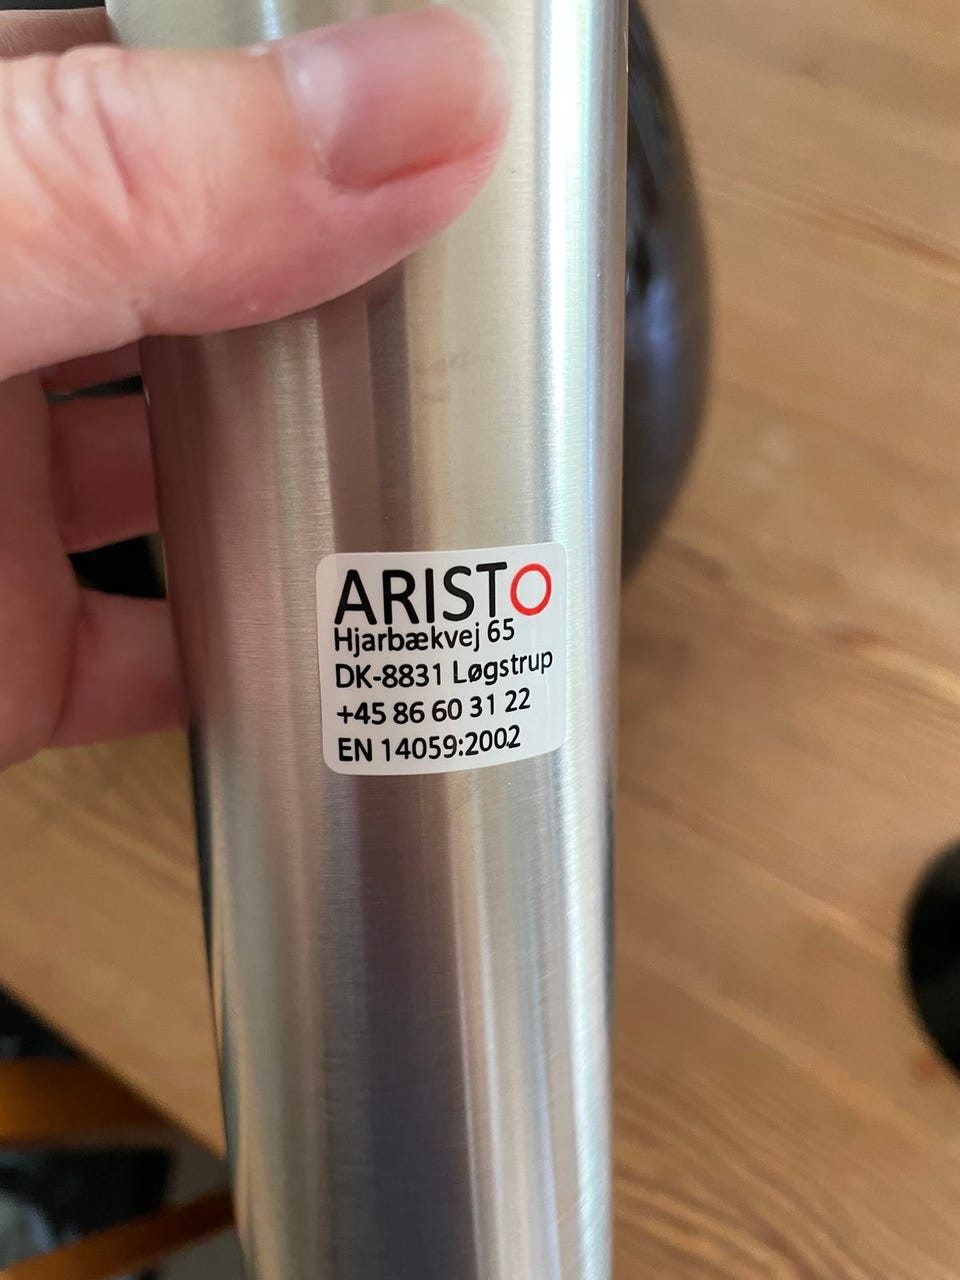 ARISTO
Hjarbækvej 65
DK-8831 Løgstrup
+45 86 60 31 22
EN 14059:2002